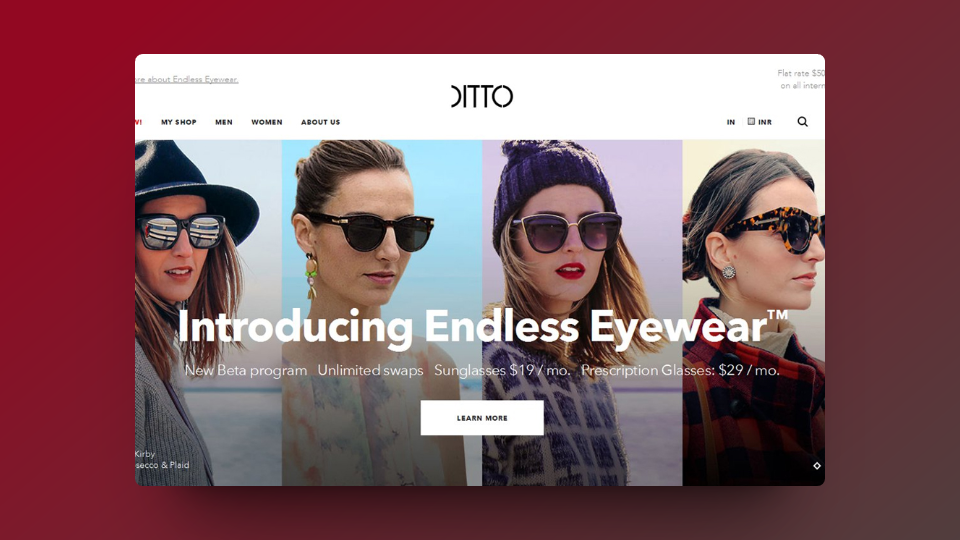 re about Endless Eyewear.
Flat rate $50
on all intern
DITTO
W!
MY SHOP
MEN
WOMEN
ABOUT US
IN
INR
Introducing Endless Eyewear™
New Beta program Unlimited swaps Sunglasses $19 / mo. Prescription Glasses: $29 / mo.
LEARN MORE
Kirby
secco & Plaid